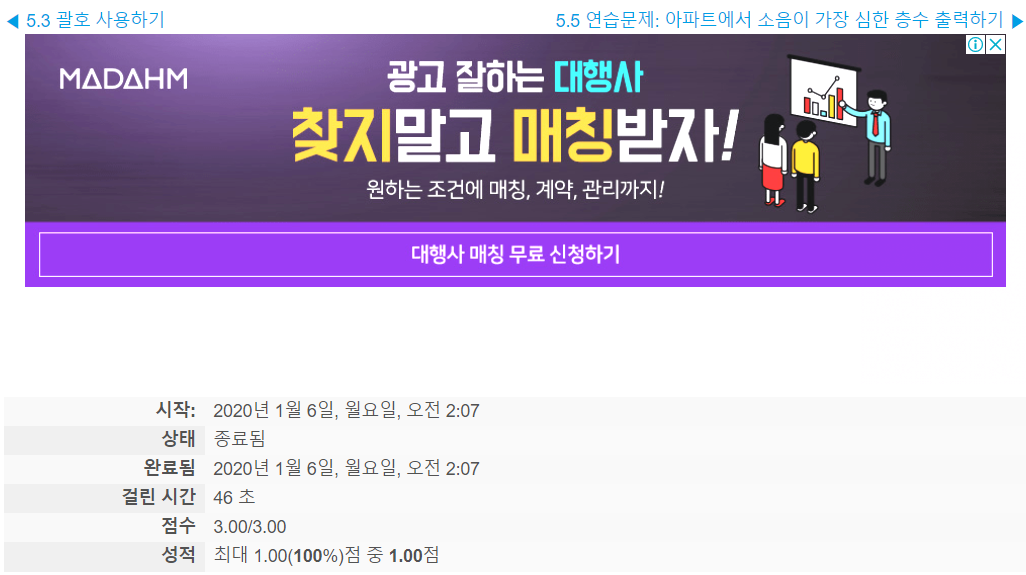 ◀ 5.3 괄호 사용하기
5.5 연습문제: 아파트에서 소음이 가장 심한 층수 출력하기 ▶
MADAHM
광고 잘하는 대행사
찾지말고 매칭받자!
원하는 조건에 매칭, 계약, 관리까지!
대행사 매칭 무료 신청하기
시작: 2020년 1월 6일, 월요일, 오전 2:07
상태 종료됨
완료됨 2020년 1월 6일, 월요일, 오전 2:07
걸린 시간 46 초
점수 3.00/3.00
성적 최대 1.00(100%)점 중 1.00점